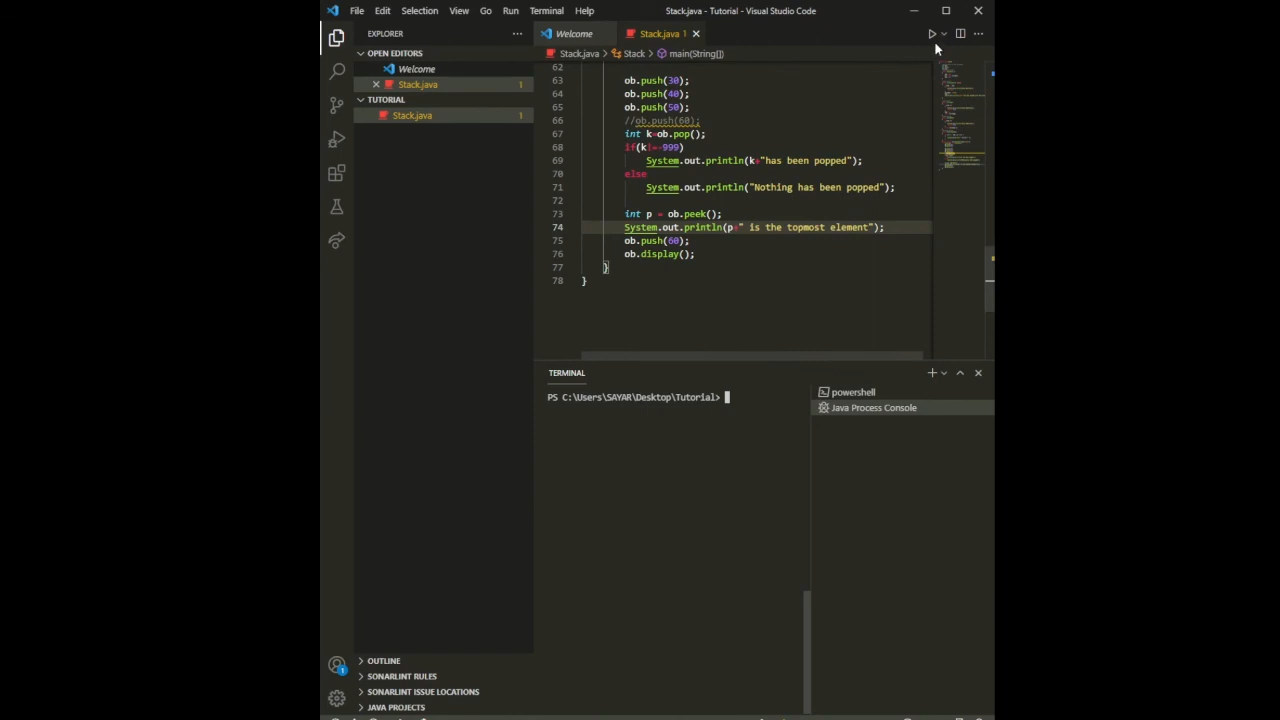 File Edit Selection View Go Run Terminal Help Stack.java - Tutorial - Visual Studio Code
EXPLORER
Welcome Stack.java 1
OPEN EDITORS
Stack.java > Stack > main(String[])
Welcome
Stack.java 1
TUTORIAL
Stack.java 1
62
63 ob.push(30);
64 ob.push(40);
65 ob.push(50);
66 //ob.push(60);
67 int k=ob.pop();
68 if(k!=-999)
69 System.out.println(k+"has been popped");
70 else
71 System.out.println("Nothing has been popped");
72
73 int p = ob.peek();
74 System.out.println(p+" is the topmost element");
75 ob.push(60);
76 ob.display();
77 }
78 }
TERMINAL
PS C:\Users\SAYAR\Desktop\Tutorial>
powershell
Java Process Console
1
OUTLINE
SONARLINT RULES
SONARLINT ISSUE LOCATIONS
JAVA PROJECTS